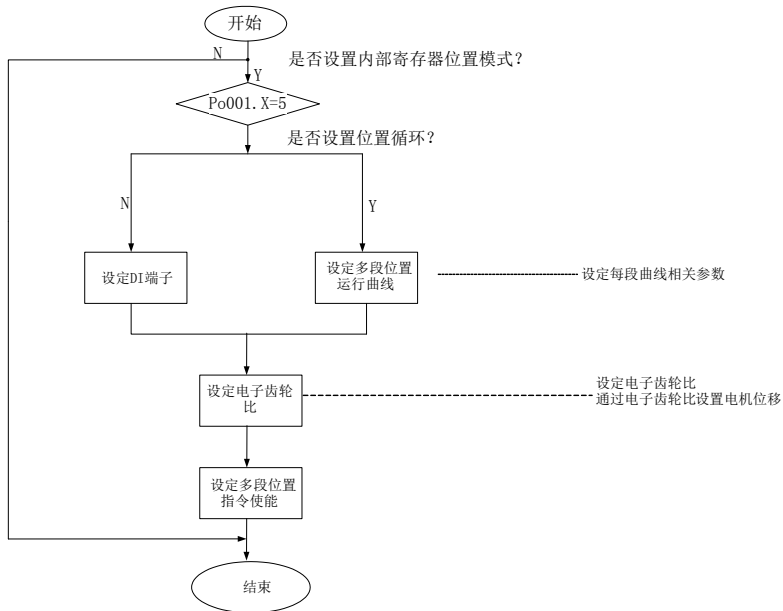 开始
N
是否设置内部寄存器位置模式？
Y
Po001.X=5
是否设置位置循环？
N
Y
设定DI端子
设定多段位置
运行曲线
设定每段曲线相关参数
设定电子齿轮
比
设定电子齿轮比
通过电子齿轮比设置电机位移
设定多段位置
指令使能
结束